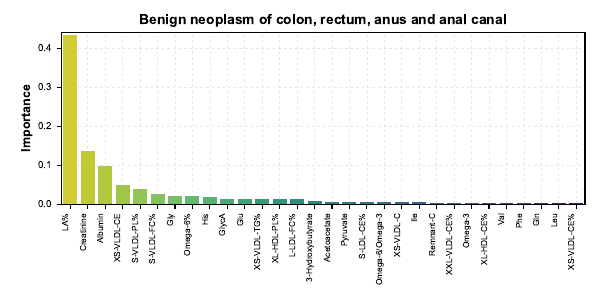 Benign neoplasm of colon, rectum, anus and anal canal
Importance
0.4
0.3
0.2
0.1
0.0
LA%
Creatinine
Albumin
XS-VLDL-CE
S-VLDL-PL%
S-VLDL-FC%
Gly
Omega-6%
His
GlycA
Glu
XS-VLDL-TG%
XL-HDL-PL%
L-LDL-FC%
3-Hydroxybutyrate
Acetoacetate
Pyruvate
S-LDL-CE%
Omega-6/Omega-3
XS-VLDL-C
Ile
Remnant-C
XXL-VLDL-CE%
Omega-3
XL-HDL-CE%
Val
Phe
Gln
Leu
XS-VLDL-CE%